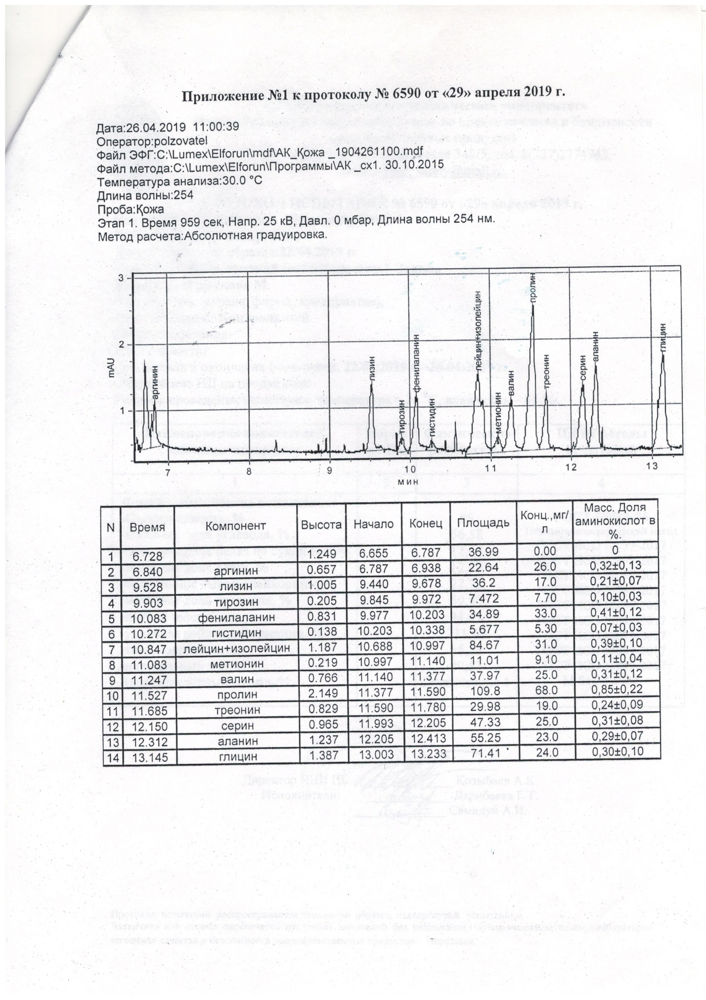 Приложение №1 к протоколу № 6590 от «29» апреля 2019 г.
Дата:26.04.2019 11:00:39
Оператор:polzovatel
Файл ЭФГ:C:\Lumex\Elforun\mdf\АК_Қожа _1904261100.mdf
Файл метода:C:\Lumex\Elforun\Программы\АК _сх1. 30.10.2015
Температура анализа:30.0 °C
Длина волны:254
Проба:Қожа
Этап 1. Время 959 сек, Напр. 25 кВ, Давл. 0 мбар, Длина волны 254 нм.
Метод расчета:Абсолютная градуировка.
3
2
1
mAU
аргинин
лизин
тирозин
фенилаланин
гистидин
лейцин+изолейцин
метионин
валин
пролин
треонин
серин
аланин
глицин
7 8 9 10 11 12 13
мин
N Время Компонент Высота Начало Конец Площадь Конц.,мг/л Масс. Доля аминокислот в %.
1 6.728 1.249 6.655 6.787 36.99 0.00 0
2 6.840 аргинин 0.657 6.787 6.938 22.64 26.0 0,32±0,13
3 9.528 лизин 1.005 9.440 9.678 36.2 17.0 0,21±0,07
4 9.903 тирозин 0.205 9.845 9.972 7.472 7.70 0,10±0,03
5 10.083 фенилаланин 0.831 9.977 10.203 34.89 33.0 0,41±0,12
6 10.272 гистидин 0.138 10.203 10.338 5.677 5.30 0,07±0,03
7 10.847 лейцин+изолейцин 1.187 10.688 10.997 84.67 31.0 0,39±0,10
8 11.083 метионин 0.219 10.997 11.140 11.01 9.10 0,11±0,04
9 11.247 валин 0.766 11.140 11.377 37.97 25.0 0,31±0,12
10 11.527 пролин 2.149 11.377 11.590 109.8 68.0 0,85±0,22
11 11.685 треонин 0.829 11.590 11.780 29.98 19.0 0,24±0,09
12 12.150 серин 0.965 11.993 12.205 47.33 25.0 0,31±0,08
13 12.312 аланин 1.237 12.205 12.413 55.25 23.0 0,29±0,07
14 13.145 глицин 1.387 13.003 13.233 71.41 24.0 0,30±0,10